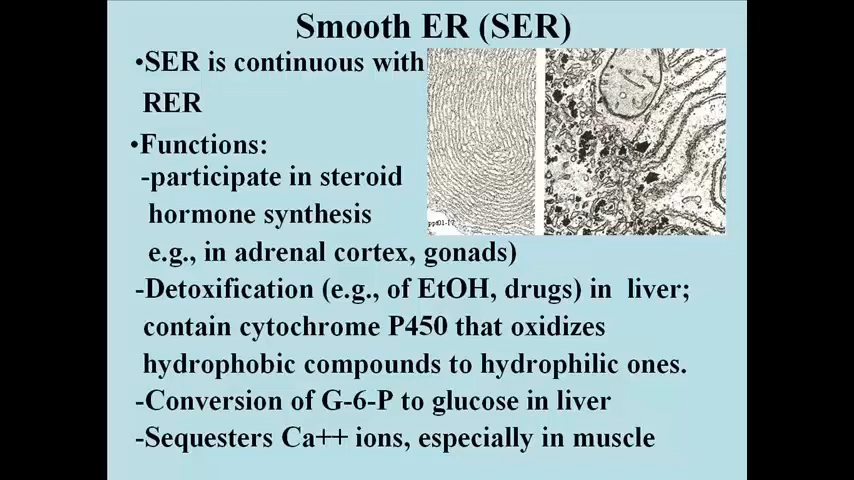 Smooth ER (SER)
•SER is continuous with
RER
•Functions:
-participate in steroid
hormone synthesis
e.g., in adrenal cortex, gonads)
-Detoxification (e.g., of EtOH, drugs) in liver;
contain cytochrome P450 that oxidizes
hydrophobic compounds to hydrophilic ones.
-Conversion of G-6-P to glucose in liver
-Sequesters Ca++ ions, especially in muscle